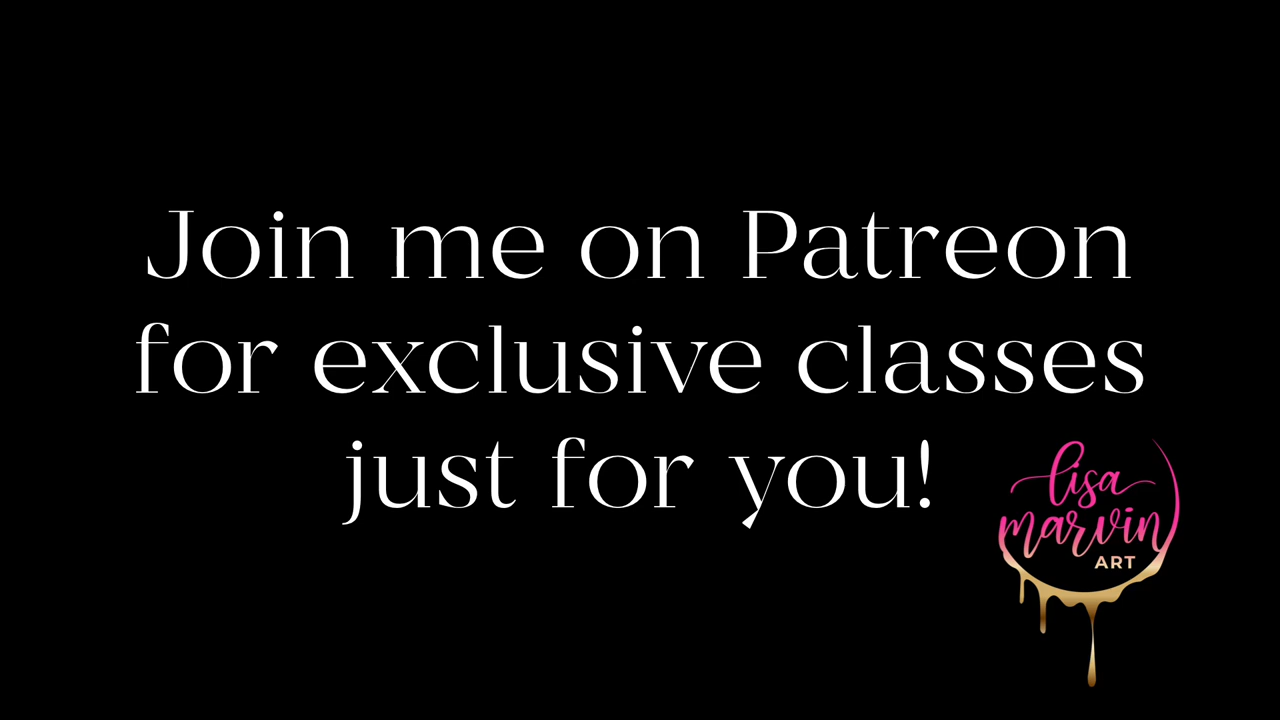 Join me on Patreon
for exclusive classes
just for you!
lisa
marvin
ART